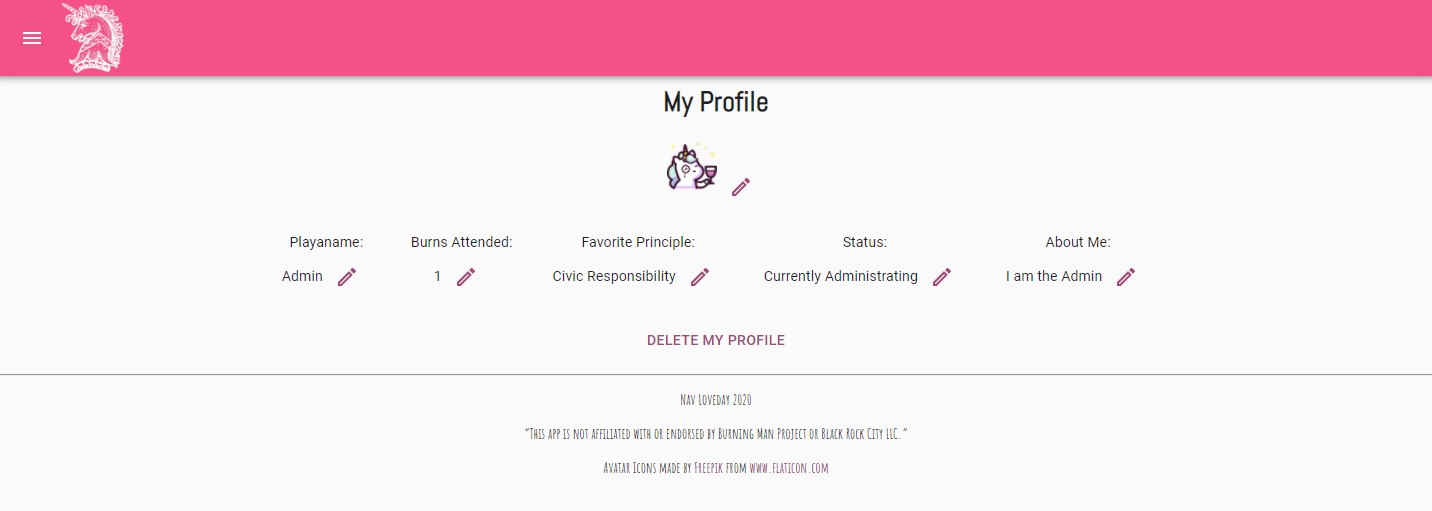 My Profile
Playaname: Burns Attended: Favorite Principle: Status: About Me:
Admin 1 Civic Responsibility Currently Administrating I am the Admin
DELETE MY PROFILE
Nav Loveday 2020
"This app is not affiliated with or endorsed by Burning Man Project or Black Rock City LLC."
Avatar Icons made by Freepik from www.flaticon.com